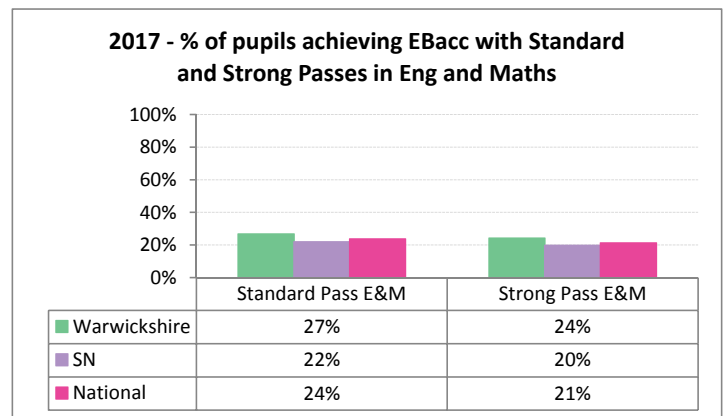 2017 - % of pupils achieving EBacc with Standard
and Strong Passes in Eng and Maths
100%
80%
60%
40%
20%
0%
Standard Pass E&M Strong Pass E&M
Warwickshire 27% 24%
SN 22% 20%
National 24% 21%